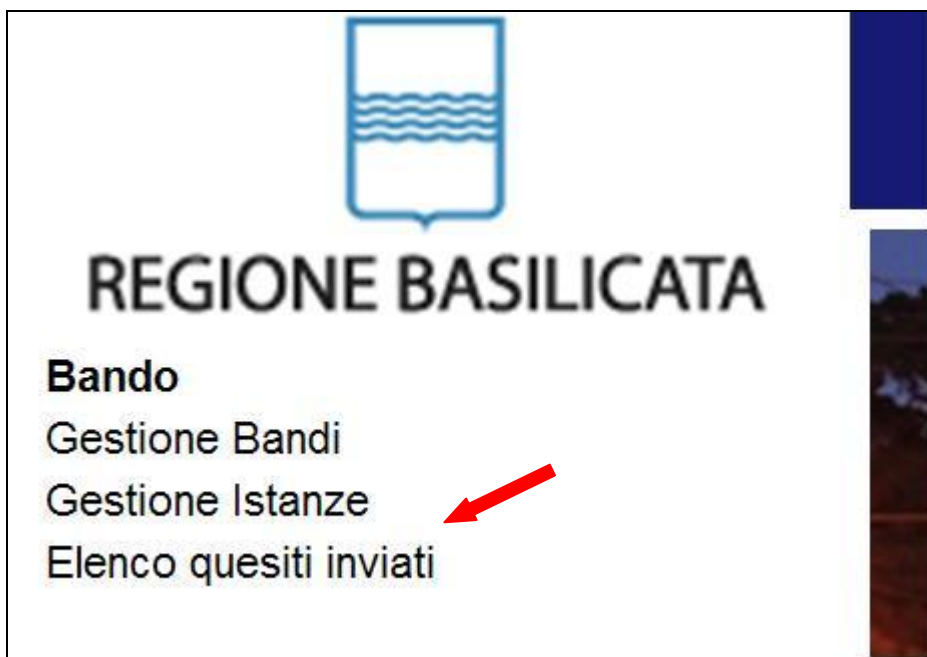 REGIONE BASILICATA
Bando
Gestione Bandi
Gestione Istanze
Elenco quesiti inviati